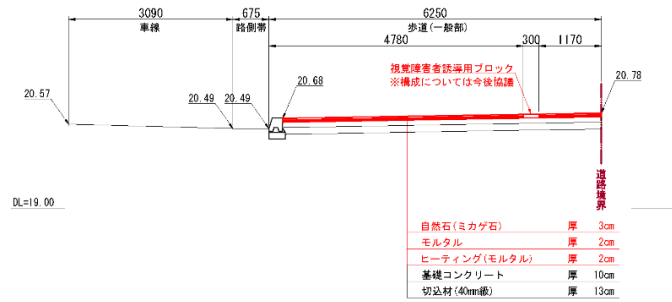 3090
675
6250
車線
路側帯
歩道(一般部)
4780
300
1170
視覚障害者誘導用ブロック
※構成については今後協議
20.57
20.49
20.49
20.68
20.78
DL=19.00
道路境界
自然石(ミカゲ石) 厚 3cm
モルタル 厚 2cm
ヒーティング(モルタル) 厚 2cm
基礎コンクリート 厚 10cm
切込材(40mm級) 厚 13cm